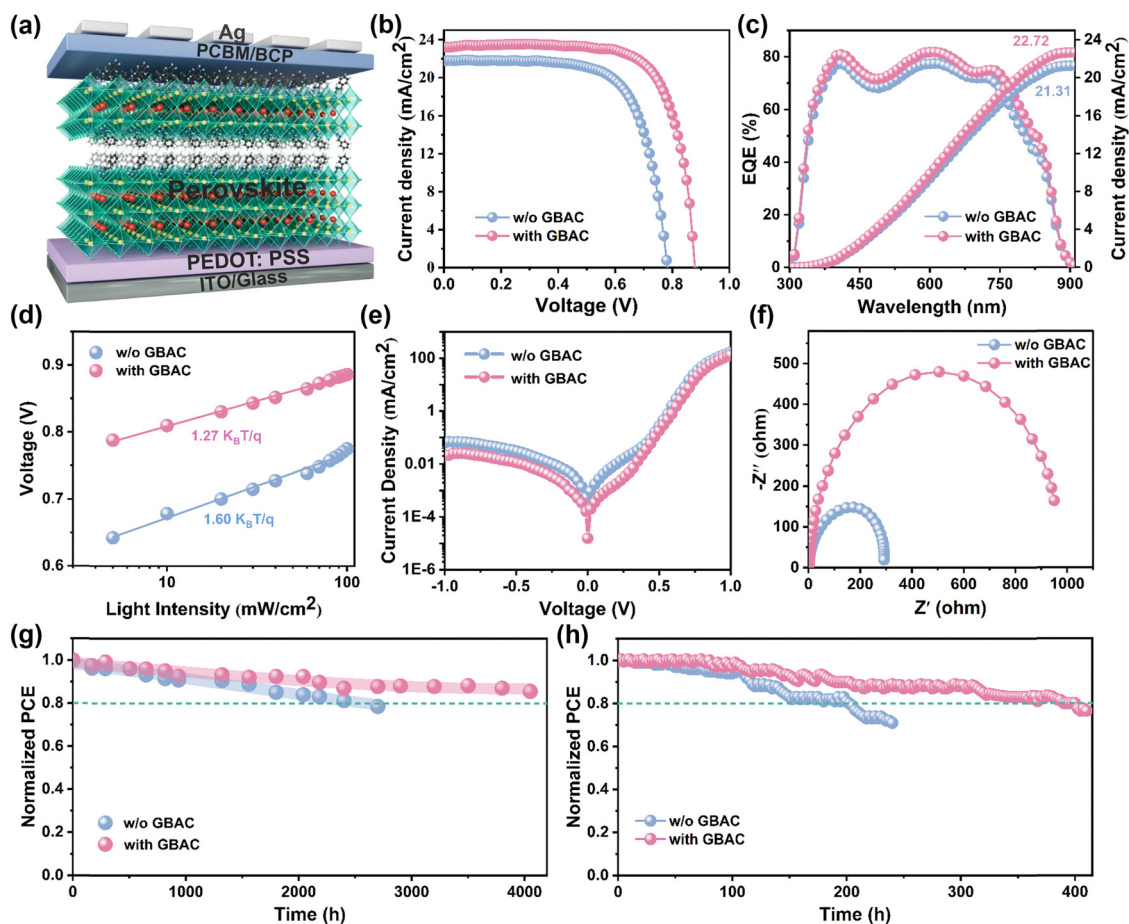 (a)
Ag
PCBM/BCP
Perovskite
PEDOT: PSS
ITO/Glass
(b)
Current density (mA/cm²)
24
20
16
12
8
4
0
w/o GBAC
with GBAC
0.0 0.2 0.4 0.6 0.8 1.0
Voltage (V)
(c)
EQE (%)
80
60
40
20
0
22.72
21.31
w/o GBAC
with GBAC
24
20
16
12
8
4
0
Current density (mA/cm²)
300 450 600 750 900
Wavelength (nm)
(d)
w/o GBAC
with GBAC
Voltage (V)
0.9
0.8
0.7
0.6
1.27 K_BT/q
1.60 K_BT/q
10 100
Light Intensity (mW/cm²)
(e)
w/o GBAC
with GBAC
Current Density (mA/cm²)
100
1
0.01
1E-4
1E-6
-1.0 -0.5 0.0 0.5 1.0
Voltage (V)
(f)
w/o GBAC
with GBAC
-Z'' (ohm)
500
400
300
200
100
0
0 200 400 600 800 1000
Z' (ohm)
(g)
Normalized PCE
1.0
0.8
0.6
0.4
0.2
0.0
w/o GBAC
with GBAC
0 1000 2000 3000 4000
Time (h)
(h)
Normalized PCE
1.0
0.8
0.6
0.4
0.2
0.0
w/o GBAC
with GBAC
0 100 200 300 400
Time (h)